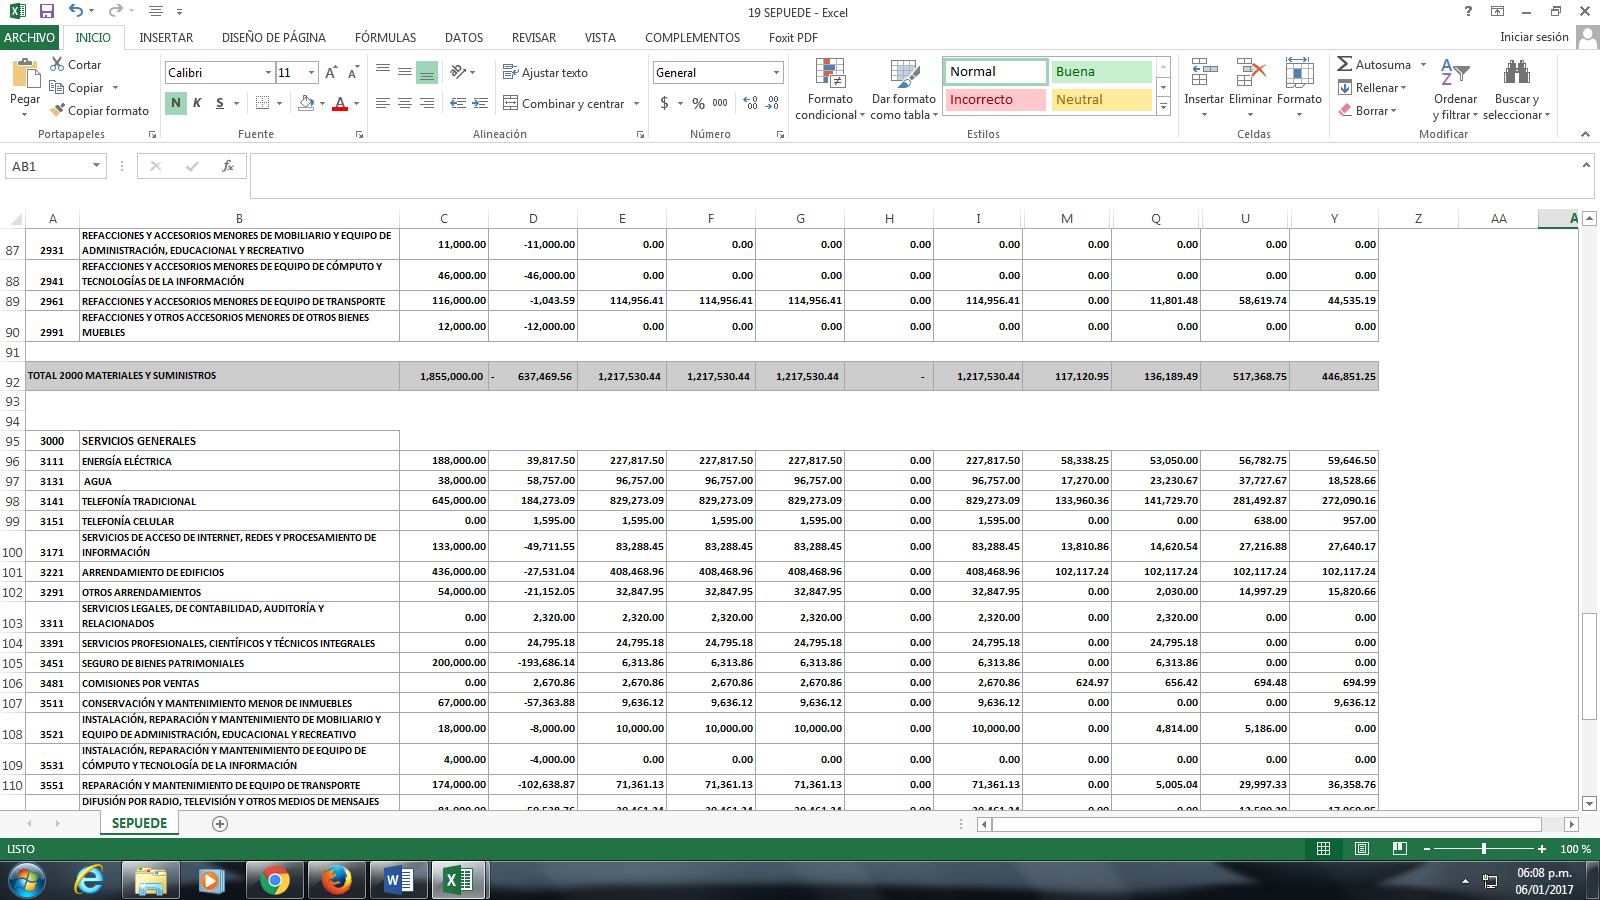 19 SEPUEDE - Excel
ARCHIVO INICIO INSERTAR DISEÑO DE PÁGINA FÓRMULAS DATOS REVISAR VISTA COMPLEMENTOS Foxit PDF Iniciar sesión
Pegar
Cortar
Copiar
Copiar formato
Portapapeles
Calibri 11
N K S
Fuente
Ajustar texto
Combinar y centrar
Alineación
General
$ % 000
Número
Formato condicional
Dar formato como tabla
Normal Buena
Incorrecto Neutral
Estilos
Insertar Eliminar Formato
Celdas
Autosuma
Rellenar
Borrar
Ordenar y filtrar
Buscar y seleccionar
Modificar
AB1 fx
A B C D E F G H I M Q U Y Z AA A
87 2931 REFACCIONES Y ACCESORIOS MENORES DE MOBILIARIO Y EQUIPO DE
ADMINISTRACIÓN, EDUCACIONAL Y RECREATIVO 11,000.00 -11,000.00 0.00 0.00 0.00 0.00 0.00 0.00 0.00 0.00 0.00
88 2941 REFACCIONES Y ACCESORIOS MENORES DE EQUIPO DE CÓMPUTO Y
TECNOLOGÍAS DE LA INFORMACIÓN 46,000.00 -46,000.00 0.00 0.00 0.00 0.00 0.00 0.00 0.00 0.00 0.00
89 2961 REFACCIONES Y ACCESORIOS MENORES DE EQUIPO DE TRANSPORTE 116,000.00 -1,043.59 114,956.41 114,956.41 114,956.41 0.00 114,956.41 0.00 11,801.48 58,619.74 44,535.19
90 2991 REFACCIONES Y OTROS ACCESORIOS MENORES DE OTROS BIENES
MUEBLES 12,000.00 -12,000.00 0.00 0.00 0.00 0.00 0.00 0.00 0.00 0.00 0.00
91
92 TOTAL 2000 MATERIALES Y SUMINISTROS 1,855,000.00 - 637,469.56 1,217,530.44 1,217,530.44 1,217,530.44 - 1,217,530.44 117,120.95 136,189.49 517,368.75 446,851.25
93
94
95 3000 SERVICIOS GENERALES
96 3111 ENERGÍA ELÉCTRICA 188,000.00 39,817.50 227,817.50 227,817.50 227,817.50 0.00 227,817.50 58,338.25 53,050.00 56,782.75 59,646.50
97 3131 AGUA 38,000.00 58,757.00 96,757.00 96,757.00 96,757.00 0.00 96,757.00 17,270.00 23,230.67 37,727.67 18,528.66
98 3141 TELEFONÍA TRADICIONAL 645,000.00 184,273.09 829,273.09 829,273.09 829,273.09 0.00 829,273.09 133,960.36 141,729.70 281,492.87 272,090.16
99 3151 TELEFONÍA CELULAR 0.00 1,595.00 1,595.00 1,595.00 1,595.00 0.00 1,595.00 0.00 0.00 638.00 957.00
100 3171 SERVICIOS DE ACCESO DE INTERNET, REDES Y PROCESAMIENTO DE
INFORMACIÓN 133,000.00 -49,711.55 83,288.45 83,288.45 83,288.45 0.00 83,288.45 13,810.86 14,620.54 27,216.88 27,640.17
101 3221 ARRENDAMIENTO DE EDIFICIOS 436,000.00 -27,531.04 408,468.96 408,468.96 408,468.96 0.00 408,468.96 102,117.24 102,117.24 102,117.24 102,117.24
102 3291 OTROS ARRENDAMIENTOS 54,000.00 -21,152.05 32,847.95 32,847.95 32,847.95 0.00 32,847.95 0.00 2,030.00 14,997.29 15,820.66
103 3311 SERVICIOS LEGALES, DE CONTABILIDAD, AUDITORÍA Y
RELACIONADOS 0.00 2,320.00 2,320.00 2,320.00 2,320.00 0.00 2,320.00 0.00 2,320.00 0.00 0.00
104 3391 SERVICIOS PROFESIONALES, CIENTÍFICOS Y TÉCNICOS INTEGRALES 0.00 24,795.18 24,795.18 24,795.18 24,795.18 0.00 24,795.18 0.00 24,795.18 0.00 0.00
105 3451 SEGURO DE BIENES PATRIMONIALES 200,000.00 -193,686.14 6,313.86 6,313.86 6,313.86 0.00 6,313.86 0.00 6,313.86 0.00 0.00
106 3481 COMISIONES POR VENTAS 0.00 2,670.86 2,670.86 2,670.86 2,670.86 0.00 2,670.86 624.97 656.42 694.48 694.99
107 3511 CONSERVACIÓN Y MANTENIMIENTO MENOR DE INMUEBLES 67,000.00 -57,363.88 9,636.12 9,636.12 9,636.12 0.00 9,636.12 0.00 0.00 0.00 9,636.12
108 3521 INSTALACIÓN, REPARACIÓN Y MANTENIMIENTO DE MOBILIARIO Y
EQUIPO DE ADMINISTRACIÓN, EDUCACIONAL Y RECREATIVO 18,000.00 -8,000.00 10,000.00 10,000.00 10,000.00 0.00 10,000.00 0.00 4,814.00 5,186.00 0.00
109 3531 INSTALACIÓN, REPARACIÓN Y MANTENIMIENTO DE EQUIPO DE
CÓMPUTO Y TECNOLOGÍA DE LA INFORMACIÓN 4,000.00 -4,000.00 0.00 0.00 0.00 0.00 0.00 0.00 0.00 0.00 0.00
110 3551 REPARACIÓN Y MANTENIMIENTO DE EQUIPO DE TRANSPORTE 174,000.00 -102,638.87 71,361.13 71,361.13 71,361.13 0.00 71,361.13 0.00 5,005.04 29,997.33 36,358.76
DIFUSIÓN POR RADIO, TELEVISIÓN Y OTROS MEDIOS DE MENSAJES
SEPUEDE
LISTO 100 %
06:08 p.m.
06/01/2017